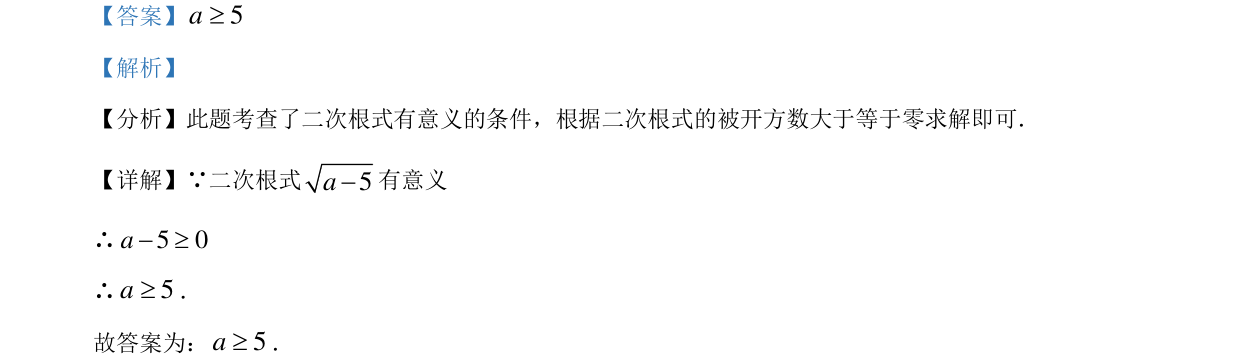 【答案】a ≥ 5
【解析】
【分析】此题考查了二次根式有意义的条件，根据二次根式的被开方数大于等于零求解即可．
【详解】∵二次根式√(a−5)有意义
∴a−5≥0
∴a≥5．
故答案为：a≥5．